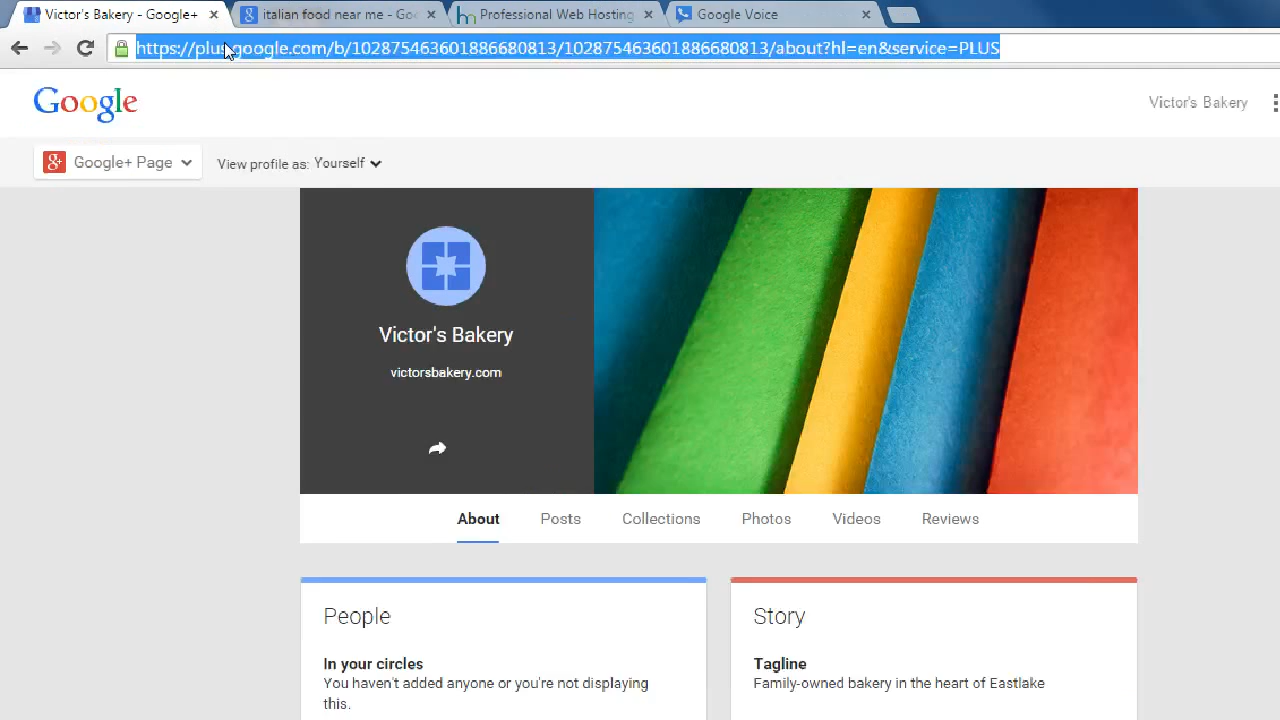 Victor's Bakery - Google+
italian food near me - Goo
Professional Web Hosting
Google Voice
https://plus.google.com/b/102875463601886680813/102875463601886680813/about?hl=en&service=PLUS
Google
Victor's Bakery
Google+ Page
View profile as: Yourself
Victor's Bakery
victorsbakery.com
About
Posts
Collections
Photos
Videos
Reviews
People
In your circles
You haven't added anyone or you're not displaying
this.
Story
Tagline
Family-owned bakery in the heart of Eastlake